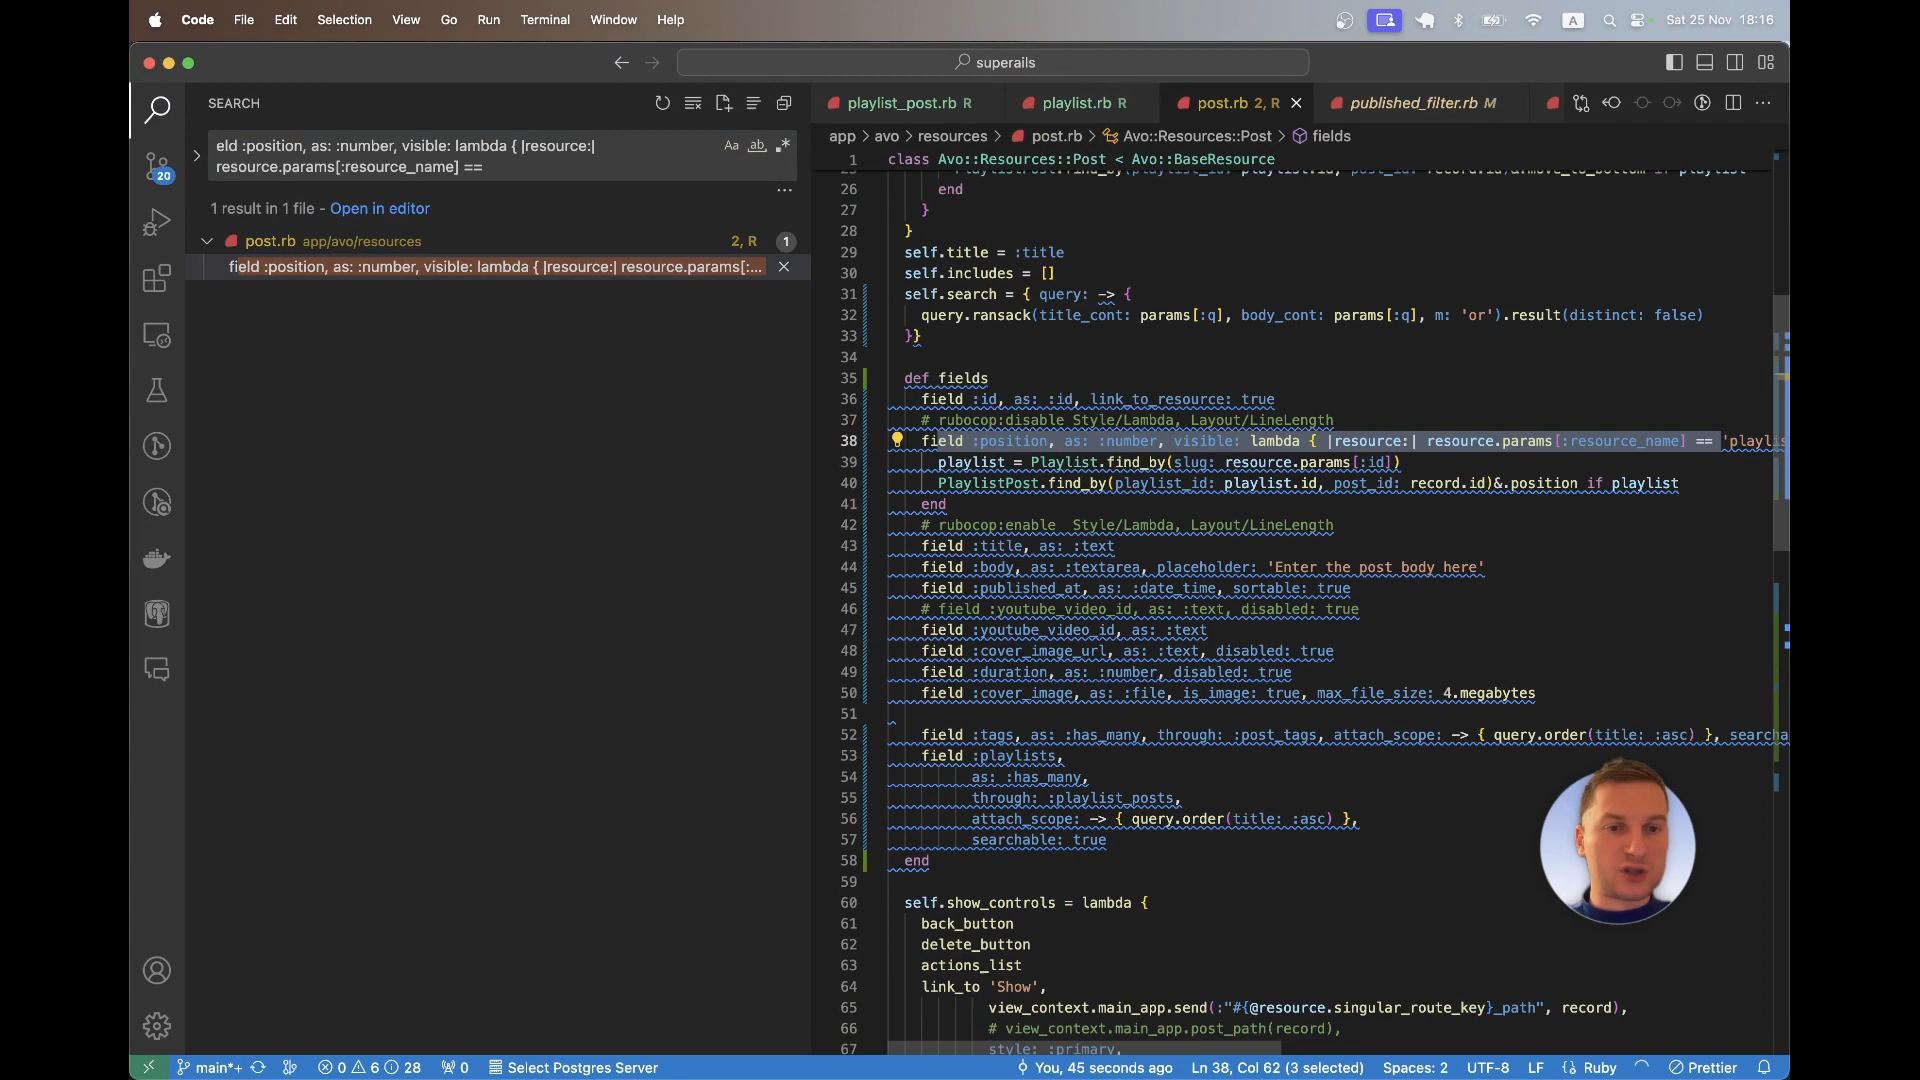 Code File Edit Selection View Go Run Terminal Window Help
A Sat 25 Nov 18:16
superails
SEARCH
eld :position, as: :number, visible: lambda { |resource:|
resource.params[:resource_name] ==
Aa ab
1 result in 1 file - Open in editor
post.rb app/avo/resources 2, R 1
field :position, as: :number, visible: lambda { |resource:| resource.params[:...
20
playlist_post.rb R playlist.rb R post.rb 2, R published_filter.rb M
app > avo > resources > post.rb > Avo::Resources::Post > fields
1 class Avo::Resources::Post < Avo::BaseResource
PlaylistPost.find_by(playlist_id: playlist.id, post_id: record.id)&.move_to_bottom if playlist
26 end
27 }
28 }
29 self.title = :title
30 self.includes = []
31 self.search = { query: -> {
32 query.ransack(title_cont: params[:q], body_cont: params[:q], m: 'or').result(distinct: false)
33 }}
34
35 def fields
36 field :id, as: :id, link_to_resource: true
37 # rubocop:disable Style/Lambda, Layout/LineLength
38 field :position, as: :number, visible: lambda { |resource:| resource.params[:resource_name] == 'playlis
39 playlist = Playlist.find_by(slug: resource.params[:id])
40 PlaylistPost.find_by(playlist_id: playlist.id, post_id: record.id)&.position if playlist
41 end
42 # rubocop:enable Style/Lambda, Layout/LineLength
43 field :title, as: :text
44 field :body, as: :textarea, placeholder: 'Enter the post body here'
45 field :published_at, as: :date_time, sortable: true
46 # field :youtube_video_id, as: :text, disabled: true
47 field :youtube_video_id, as: :text
48 field :cover_image_url, as: :text, disabled: true
49 field :duration, as: :number, disabled: true
50 field :cover_image, as: :file, is_image: true, max_file_size: 4.megabytes
51
52 field :tags, as: :has_many, through: :post_tags, attach_scope: -> { query.order(title: :asc) }, searcha
53 field :playlists,
54 as: :has_many,
55 through: :playlist_posts,
56 attach_scope: -> { query.order(title: :asc) },
57 searchable: true
58 end
59
60 self.show_controls = lambda {
61 back_button
62 delete_button
63 actions_list
64 link_to 'Show',
65 view_context.main_app.send(:"#{@resource.singular_route_key}_path", record),
66 # view_context.main_app.post_path(record),
67 style: :primary,
main*+ 0 6 28 0 Select Postgres Server You, 45 seconds ago Ln 38, Col 62 (3 selected) Spaces: 2 UTF-8 LF Ruby Prettier